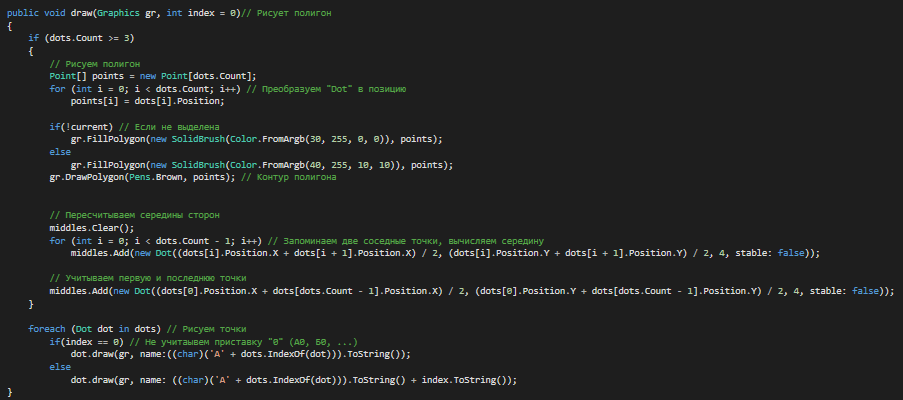 public void draw(Graphics gr, int index = 0)// Рисует полигон
{
if (dots.Count >= 3)
{
// Рисуем полигон
Point[] points = new Point[dots.Count];
for (int i = 0; i < dots.Count; i++) // Преобразуем "Dot" в позицию
points[i] = dots[i].Position;
if(!current) // Если не выделена
gr.FillPolygon(new SolidBrush(Color.FromArgb(30, 255, 0, 0)), points);
else
gr.FillPolygon(new SolidBrush(Color.FromArgb(40, 255, 10, 10)), points);
gr.DrawPolygon(Pens.Brown, points); // Контур полигона
// Пересчитываем середины сторон
middles.Clear();
for (int i = 0; i < dots.Count - 1; i++) // Запоминаем две соседные точки, вычисляем середину
middles.Add(new Dot((dots[i].Position.X + dots[i + 1].Position.X) / 2, (dots[i].Position.Y + dots[i + 1].Position.Y) / 2, 4, stable: false));
// Учитываем первую и последнюю точки
middles.Add(new Dot((dots[0].Position.X + dots[dots.Count - 1].Position.X) / 2, (dots[0].Position.Y + dots[dots.Count - 1].Position.Y) / 2, 4, stable: false));
}
foreach (Dot dot in dots) // Рисуем точки
if(index == 0) // Не учитаывем приставку "0" (A0, Б0, ...)
dot.draw(gr, name:((char)('A' + dots.IndexOf(dot))).ToString());
else
dot.draw(gr, name: ((char)('A' + dots.IndexOf(dot))).ToString() + index.ToString());
}